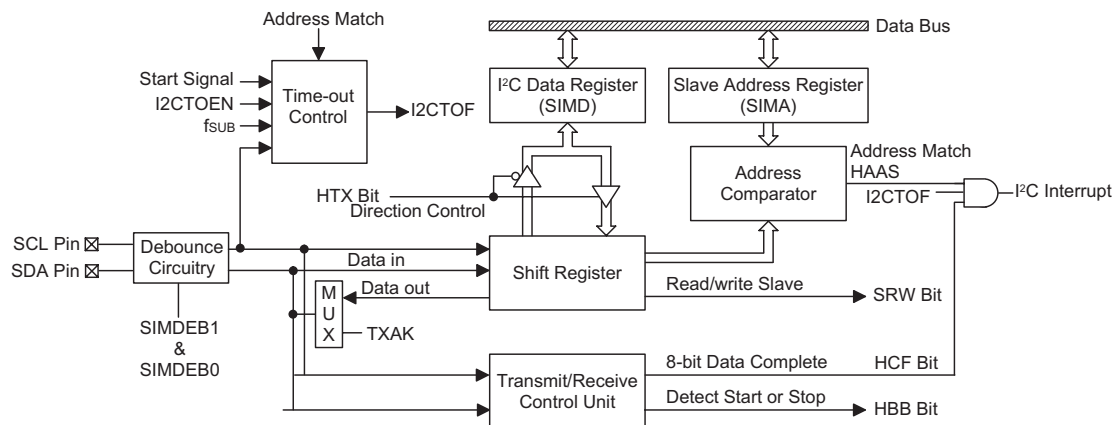 Address Match
Data Bus
Start Signal
I2CTOEN
fSUB
Time-out
Control
I2CTOF
I²C Data Register
(SIMD)
Slave Address Register
(SIMA)
HTX Bit
Direction Control
Address
Comparator
Address Match
HAAS
I2CTOF
I²C Interrupt
SCL Pin
SDA Pin
Debounce
Circuitry
Data in
Shift Register
Data out
M
U
X
TXAK
Read/write Slave
SRW Bit
SIMDEB1
&
SIMDEB0
Transmit/Receive
Control Unit
8-bit Data Complete
HCF Bit
Detect Start or Stop
HBB Bit